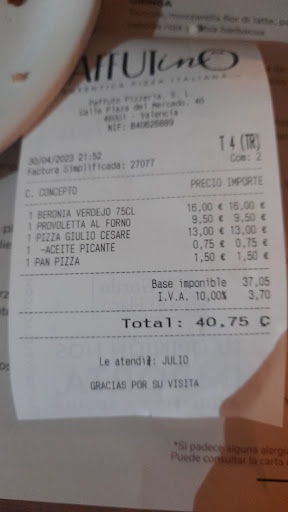 PAFFUTinO
AUTENTICA PIZZA ITALIANA
Paffuto Pizzeria, S. L.
Calle Plaza del Mercado, 40
46001 - Valencia
T 4 (TR)
30/04/2023 21:52
Com: 2
Factura Simplificada: 27077
C. CONCEPTO PRECIO IMPORTE
1 BERONIA VERDEJO 75CL 16,00 € 16,00 €
1 PROVOLETTA AL FORNO 9,50 € 9,50 €
1 PIZZA GIULIO CESARE 13,00 € 13,00 €
1 -ACEITE PICANTE 0,75 € 0,75 €
1 PAN PIZZA 1,50 € 1,50 €
Base imponible 37,05
I.V.A. 10,00% 3,70
Total: 40,75 €
Le atendió: JULIO
GRACIAS POR SU VISITA
*Si padece alguna alerg
Puede consultar la carta